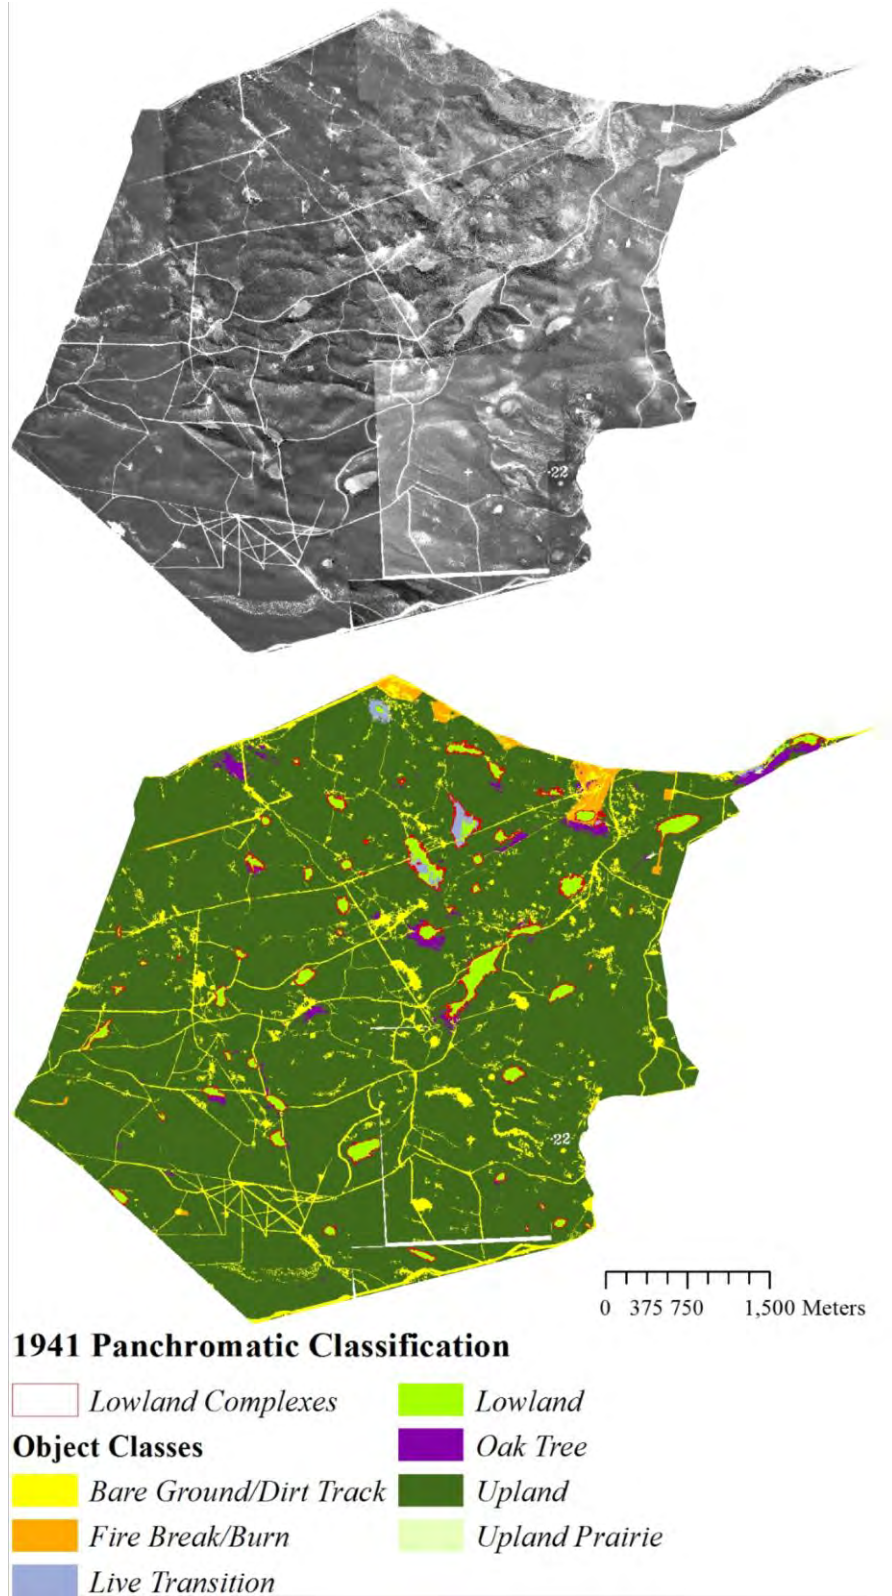 ·22
·22
0 375 750 1,500 Meters
1941 Panchromatic Classification
Lowland Complexes
Lowland
Object Classes
Oak Tree
Bare Ground/Dirt Track
Upland
Fire Break/Burn
Upland Prairie
Live Transition